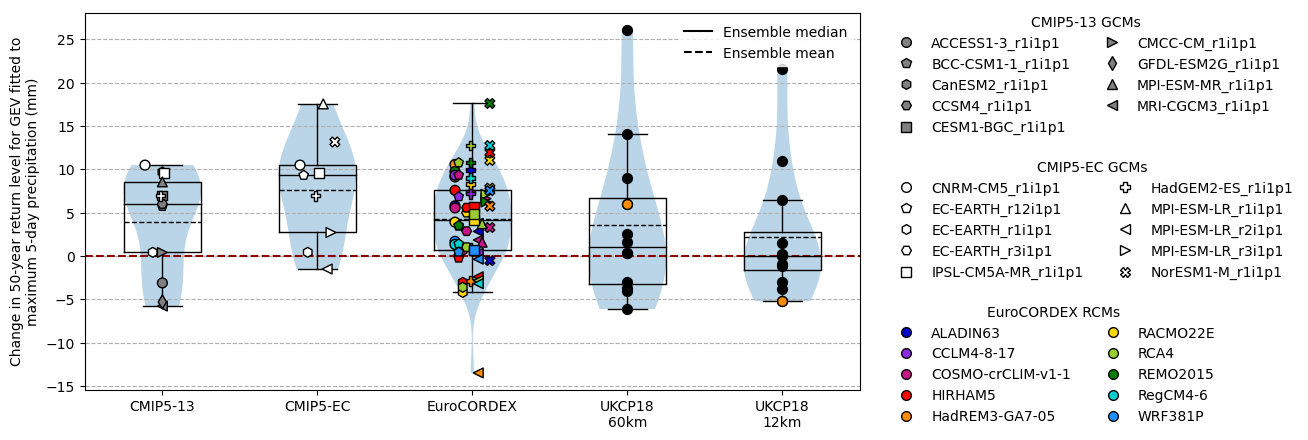 Change in 50-year return level for GEV fitted to
maximum 5-day precipitation (mm)
25
20
15
10
5
0
−5
−10
−15
Ensemble median
Ensemble mean
CMIP5-13
CMIP5-EC
EuroCORDEX
UKCP18
60km
UKCP18
12km
CMIP5-13 GCMs
ACCESS1-3_r1i1p1
BCC-CSM1-1_r1i1p1
CanESM2_r1i1p1
CCSM4_r1i1p1
CESM1-BGC_r1i1p1
CMCC-CM_r1i1p1
GFDL-ESM2G_r1i1p1
MPI-ESM-MR_r1i1p1
MRI-CGCM3_r1i1p1
CMIP5-EC GCMs
CNRM-CM5_r1i1p1
EC-EARTH_r12i1p1
EC-EARTH_r1i1p1
EC-EARTH_r3i1p1
IPSL-CM5A-MR_r1i1p1
HadGEM2-ES_r1i1p1
MPI-ESM-LR_r1i1p1
MPI-ESM-LR_r2i1p1
MPI-ESM-LR_r3i1p1
NorESM1-M_r1i1p1
EuroCORDEX RCMs
ALADIN63
CCLM4-8-17
COSMO-crCLIM-v1-1
HIRHAM5
HadREM3-GA7-05
RACMO22E
RCA4
REMO2015
RegCM4-6
WRF381P